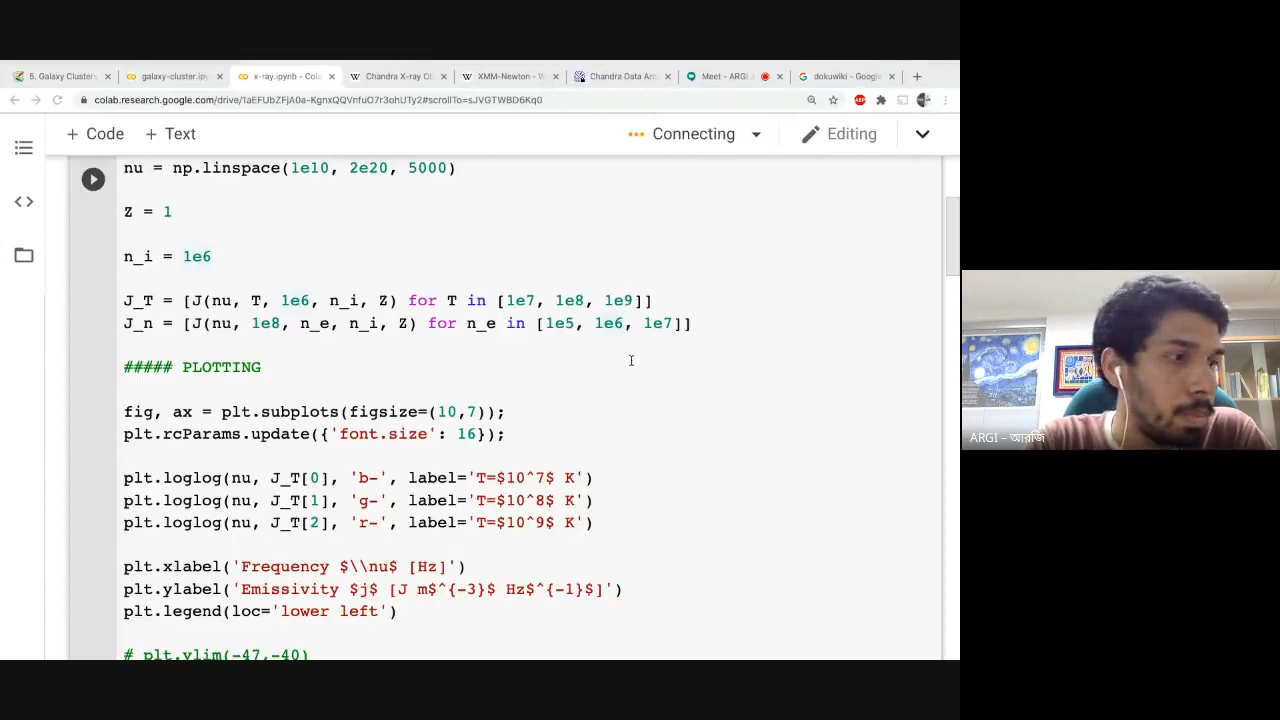 5. Galaxy Cluster
galaxy-cluster.ipy
x-ray.ipynb - Cola
Chandra X-ray Ob
XMM-Newton - W
Chandra Data Arc
Meet - ARGI
dokuwiki - Google
colab.research.google.com/drive/1aEFUbZFjA0a-KgnxQQVnfuO7r3ohUTy2#scrollTo=sJVGTWBD6Kq0
+ Code + Text
Connecting
Editing
nu = np.linspace(1e10, 2e20, 5000)
Z = 1
n_i = 1e6
J_T = [J(nu, T, 1e6, n_i, Z) for T in [1e7, 1e8, 1e9]]
J_n = [J(nu, 1e8, n_e, n_i, Z) for n_e in [1e5, 1e6, 1e7]]
##### PLOTTING
fig, ax = plt.subplots(figsize=(10,7));
plt.rcParams.update({'font.size': 16});
plt.loglog(nu, J_T[0], 'b-', label='T=$10^7$ K')
plt.loglog(nu, J_T[1], 'g-', label='T=$10^8$ K')
plt.loglog(nu, J_T[2], 'r-', label='T=$10^9$ K')
plt.xlabel('Frequency $\\nu$ [Hz]')
plt.ylabel('Emissivity $j$ [J m$^{-3}$ Hz$^{-1}$]')
plt.legend(loc='lower left')
# plt.ylim(-47,-40)
ARGI – আরজি